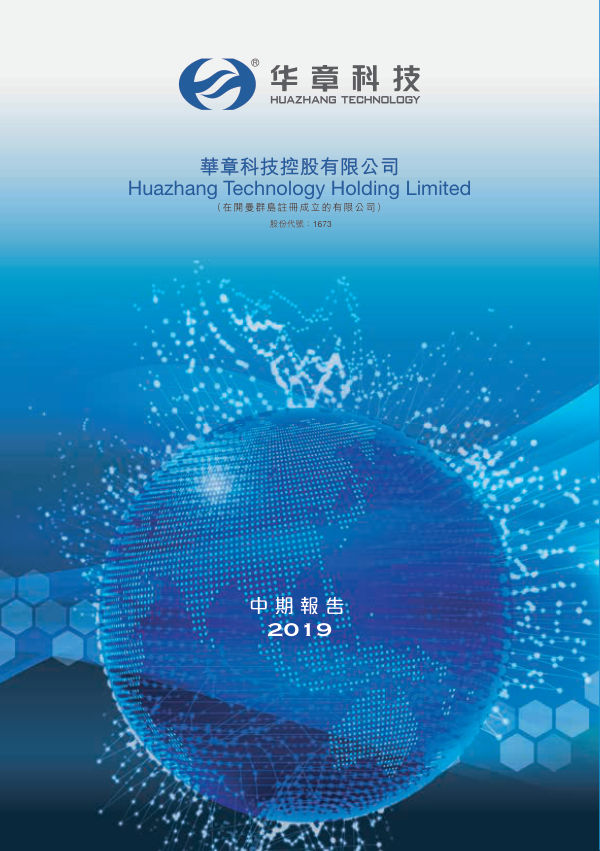 ®
华章科技
HUAZHANG TECHNOLOGY
華章科技控股有限公司
Huazhang Technology Holding Limited
（在開曼群島註冊成立的有限公司）
股份代號：1673
中期報告
2019